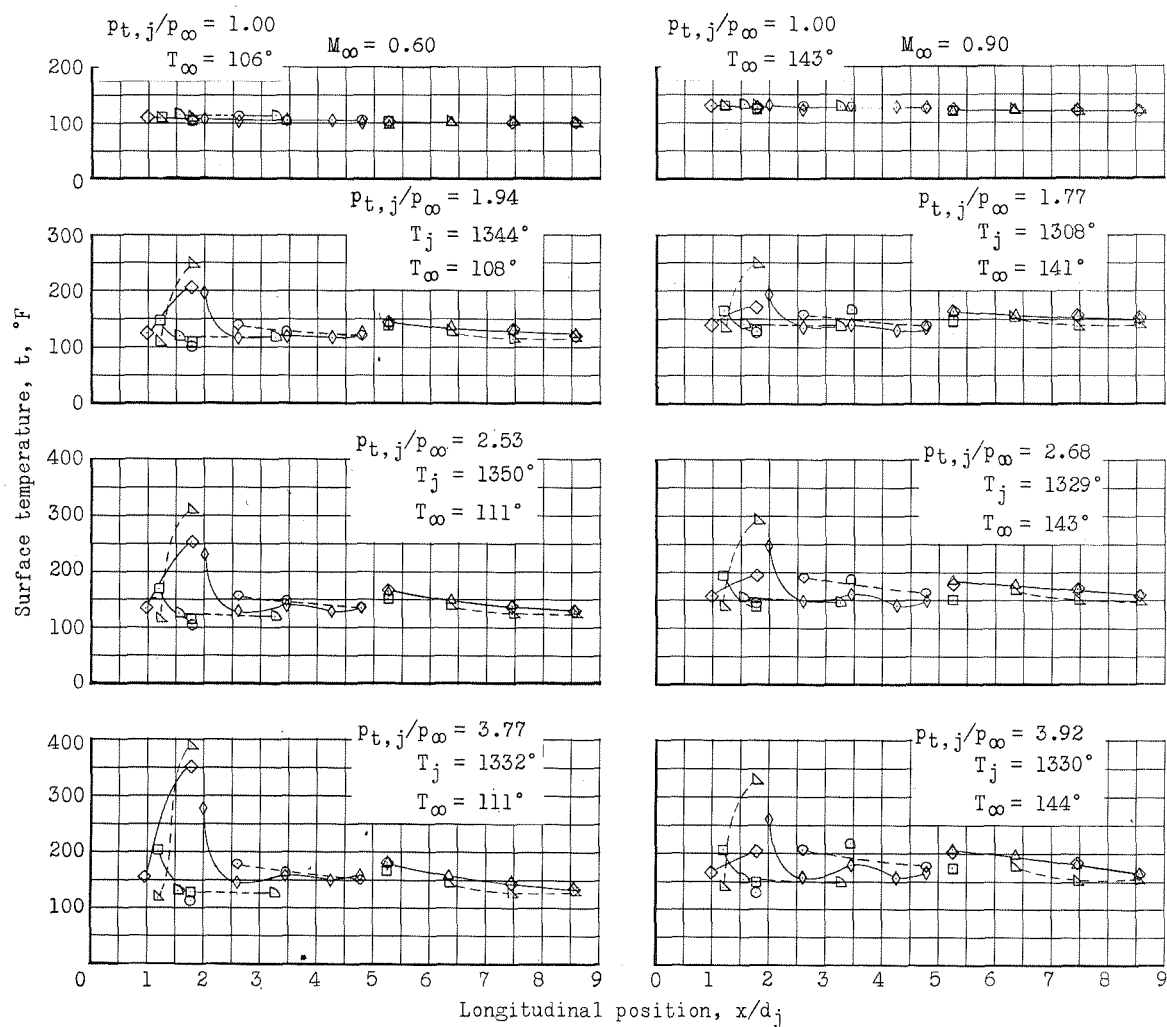 p_t,j/p_∞ = 1.00
T_∞ = 106°
M_∞ = 0.60
200
100
0
p_t,j/p_∞ = 1.94
T_j = 1344°
T_∞ = 108°
300
200
100
0
p_t,j/p_∞ = 2.53
T_j = 1350°
T_∞ = 111°
400
300
200
100
0
p_t,j/p_∞ = 3.77
T_j = 1332°
T_∞ = 111°
400
300
200
100
0 1 2 3 4 5 6 7 8 9
p_t,j/p_∞ = 1.00
T_∞ = 143°
M_∞ = 0.90
p_t,j/p_∞ = 1.77
T_j = 1308°
T_∞ = 141°
p_t,j/p_∞ = 2.68
T_j = 1329°
T_∞ = 143°
p_t,j/p_∞ = 3.92
T_j = 1330°
T_∞ = 144°
0 1 2 3 4 5 6 7 8 9
Surface temperature, t, °F
Longitudinal position, x/d_j